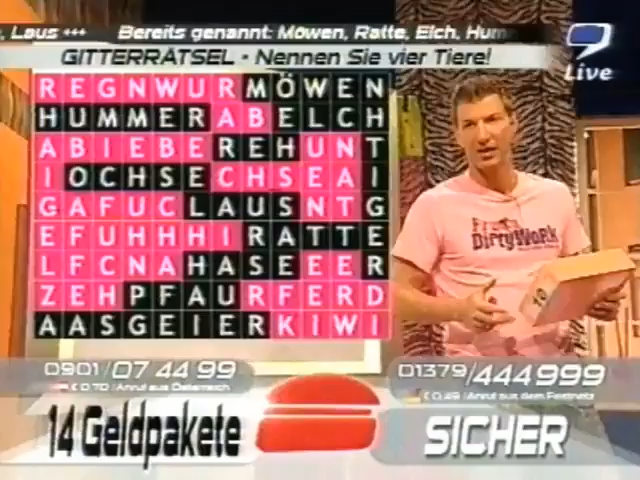 , Laus +++ Bereits genannt: Möwen, Ratte, Elch, Hum
GITTERRÄTSEL - Nennen Sie vier Tiere!
Live
REGNWURMÖWEN
HUMMERABELCH
ABIEBEREHUNT
IOCHSECHSEAI
GAFUCLAUSNTG
EFUHHHIRATTE
LFCNAHASEEER
ZEHPFAURFERD
AASGEIERKIWI
DirtyWork
0901/07 44 99
€ 0,70 / Anruf aus Österreich
01379/444999
€ 0,49 / Anruf aus dem Festnetz
14 Geldpakete
SICHER